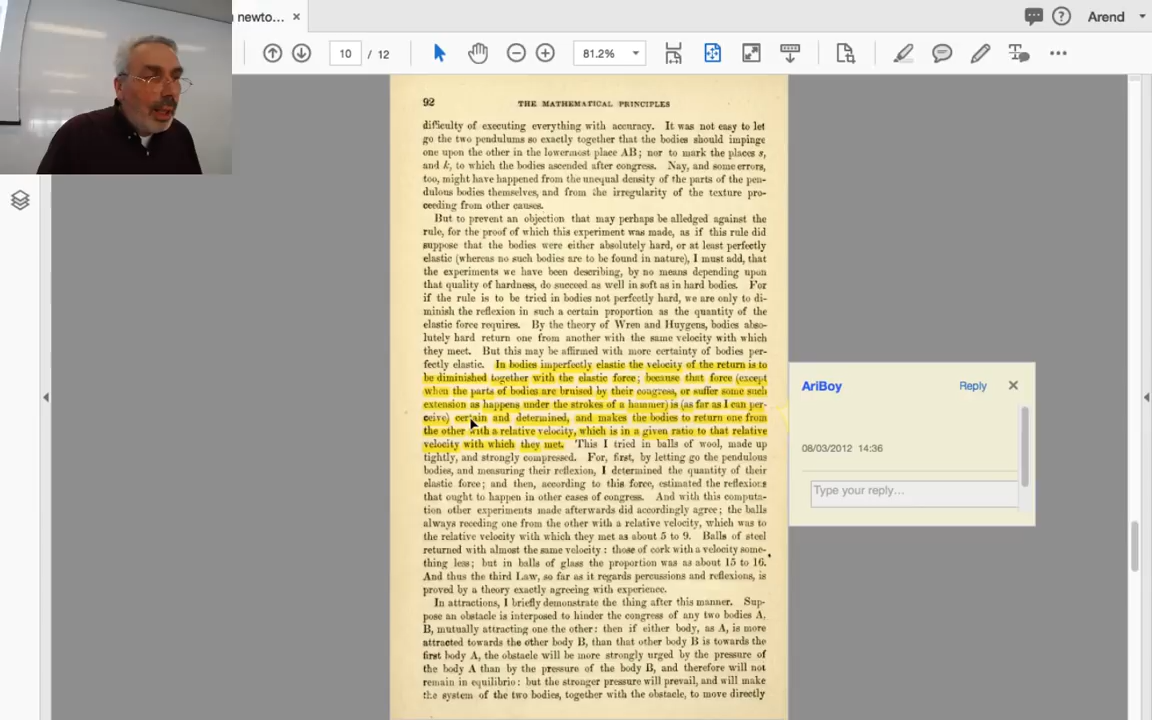 newto...
Arend
10 / 12
81.2%
92 THE MATHEMATICAL PRINCIPLES
difficulty of executing everything with accuracy. It was not easy to let
go the two pendulums so exactly together that the bodies should impinge
one upon the other in the lowermost place AB; nor to mark the places s,
and k, to which the bodies ascended after congress. Nay, and some errors,
too, might have happened from the unequal density of the parts of the pen-
dulous bodies themselves, and from the irregularity of the texture pro-
ceeding from other causes.
But to prevent an objection that may perhaps be alledged against the
rule, for the proof of which this experiment was made, as if this rule did
suppose that the bodies were either absolutely hard, or at least perfectly
elastic (whereas no such bodies are to be found in nature), I must add, that
the experiments we have been describing, by no means depending upon
that quality of hardness, do succeed as well in soft as in hard bodies. For
if the rule is to be tried in bodies not perfectly hard, we are only to di-
minish the reflexion in such a certain proportion as the quantity of the
elastic force requires. By the theory of Wren and Huygens, bodies abso-
lutely hard return one from another with the same velocity with which
they meet. But this may be affirmed with more certainty of bodies per-
fectly elastic. In bodies imperfectly elastic the velocity of the return is to
be diminished together with the elastic force; because that force (except
when the parts of bodies are bruised by their congress, or suffer some such
extension as happens under the strokes of a hammer) is (as far as I can per-
ceive) certain and determined, and makes the bodies to return one from
the other with a relative velocity, which is in a given ratio to that relative
velocity with which they met. This I tried in balls of wool, made up
tightly, and strongly compressed. For, first, by letting go the pendulous
bodies, and measuring their reflexion, I determined the quantity of their
elastic force; and then, according to this force, estimated the reflexions
that ought to happen in other cases of congress. And with this computa-
tion other experiments made afterwards did accordingly agree; the balls
always receding one from the other with a relative velocity, which was to
the relative velocity with which they met as about 5 to 9. Balls of steel
returned with almost the same velocity: those of cork with a velocity some-
thing less; but in balls of glass the proportion was as about 15 to 16.
And thus the third Law, so far as it regards percussions and reflexions, is
proved by a theory exactly agreeing with experience.
In attractions, I briefly demonstrate the thing after this manner. Sup-
pose an obstacle is interposed to hinder the congress of any two bodies A,
B, mutually attracting one the other: then if either body, as A, is more
attracted towards the other body B, than that other body B is towards the
first body A, the obstacle will be more strongly urged by the pressure of
the body A than by the pressure of the body B, and therefore will not
remain in equilibrio: but the stronger pressure will prevail, and will make
the system of the two bodies, together with the obstacle, to move directly
AriBoy Reply
08/03/2012 14:36
Type your reply...